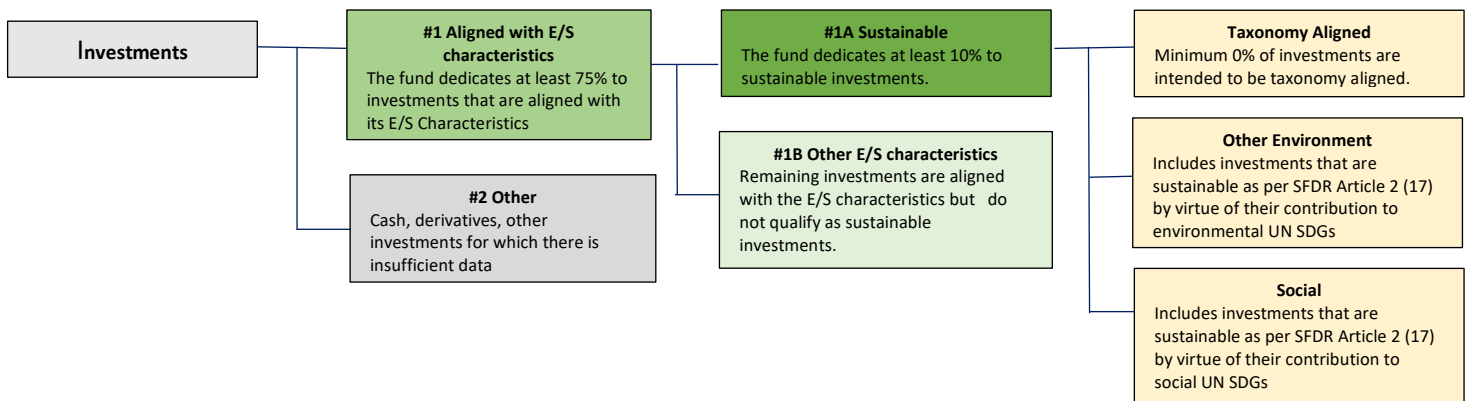 Investments
#1 Aligned with E/S
characteristics
The fund dedicates at least 75% to
investments that are aligned with
its E/S Characteristics
#2 Other
Cash, derivatives, other
investments for which there is
insufficient data
#1A Sustainable
The fund dedicates at least 10% to
sustainable investments.
#1B Other E/S characteristics
Remaining investments are aligned
with the E/S characteristics but do
not qualify as sustainable
investments.
Taxonomy Aligned
Minimum 0% of investments are
intended to be taxonomy aligned.
Other Environment
Includes investments that are
sustainable as per SFDR Article 2 (17)
by virtue of their contribution to
environmental UN SDGs
Social
Includes investments that are
sustainable as per SFDR Article 2 (17)
by virtue of their contribution to
social UN SDGs